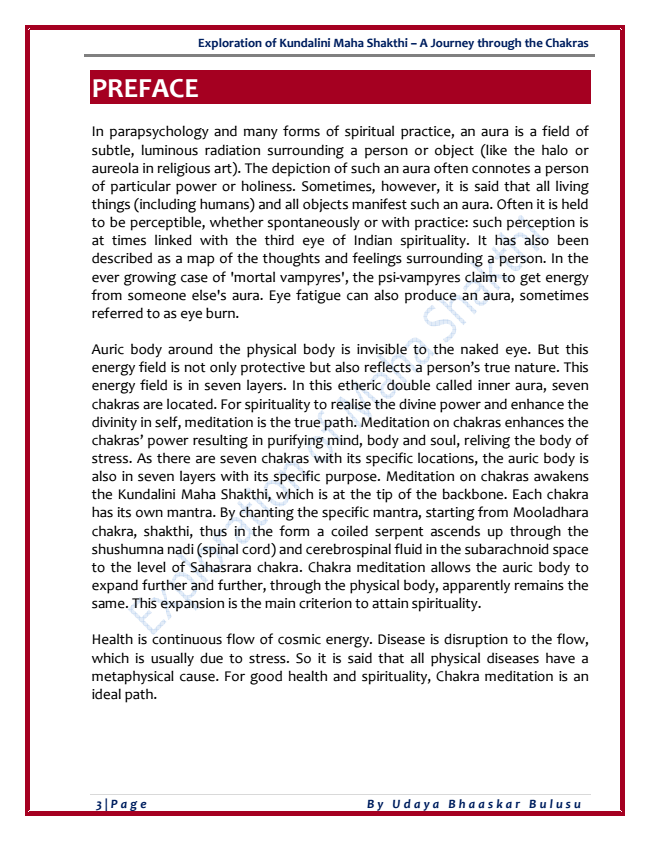 Exploration of Kundalini Maha Shakthi – A Journey through the Chakras
PREFACE
In parapsychology and many forms of spiritual practice, an aura is a field of
subtle, luminous radiation surrounding a person or object (like the halo or
aureola in religious art). The depiction of such an aura often connotes a person
of particular power or holiness. Sometimes, however, it is said that all living
things (including humans) and all objects manifest such an aura. Often it is held
to be perceptible, whether spontaneously or with practice: such perception is
at times linked with the third eye of Indian spirituality. It has also been
described as a map of the thoughts and feelings surrounding a person. In the
ever growing case of 'mortal vampyres', the psi-vampyres claim to get energy
from someone else's aura. Eye fatigue can also produce an aura, sometimes
referred to as eye burn.
Auric body around the physical body is invisible to the naked eye. But this
energy field is not only protective but also reflects a person’s true nature. This
energy field is in seven layers. In this etheric double called inner aura, seven
chakras are located. For spirituality to realise the divine power and enhance the
divinity in self, meditation is the true path. Meditation on chakras enhances the
chakras’ power resulting in purifying mind, body and soul, reliving the body of
stress. As there are seven chakras with its specific locations, the auric body is
also in seven layers with its specific purpose. Meditation on chakras awakens
the Kundalini Maha Shakthi, which is at the tip of the backbone. Each chakra
has its own mantra. By chanting the specific mantra, starting from Mooladhara
chakra, shakthi, thus in the form a coiled serpent ascends up through the
shushumna nadi (spinal cord) and cerebrospinal fluid in the subarachnoid space
to the level of Sahasrara chakra. Chakra meditation allows the auric body to
expand further and further, through the physical body, apparently remains the
same. This expansion is the main criterion to attain spirituality.
Health is continuous flow of cosmic energy. Disease is disruption to the flow,
which is usually due to stress. So it is said that all physical diseases have a
metaphysical cause. For good health and spirituality, Chakra meditation is an
ideal path.
Exploration of Maha Shakthi
3|Page
By Udaya Bhaaskar Bulusu